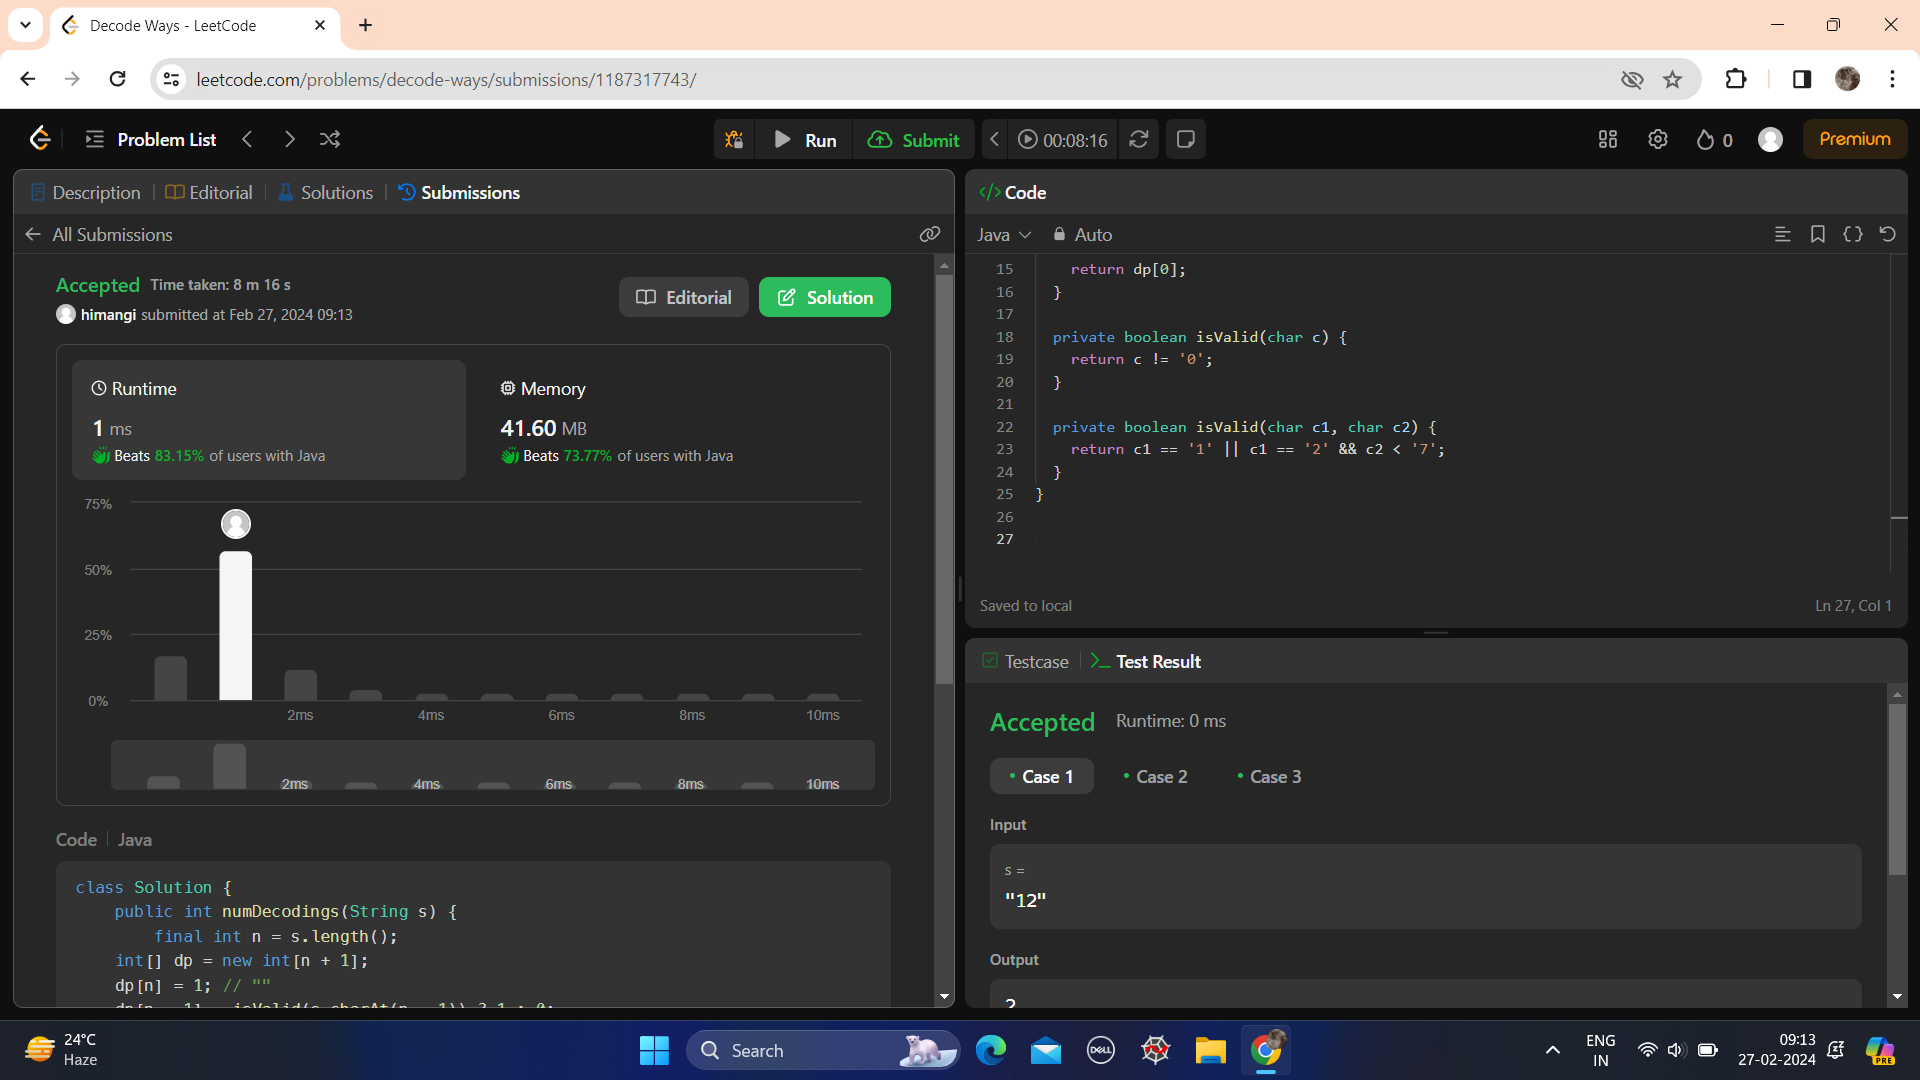 Decode Ways - LeetCode
leetcode.com/problems/decode-ways/submissions/1187317743/
Problem List
Run
Submit
00:08:16
0
Premium
Description
Editorial
Solutions
Submissions
All Submissions
Accepted
Time taken: 8 m 16 s
himangi submitted at Feb 27, 2024 09:13
Editorial
Solution
Runtime
1 ms
Beats 83.15% of users with Java
Memory
41.60 MB
Beats 73.77% of users with Java
75%
50%
25%
0%
2ms 4ms 6ms 8ms 10ms
2ms 4ms 6ms 8ms 10ms
Code
Java
class Solution {
public int numDecodings(String s) {
final int n = s.length();
int[] dp = new int[n + 1];
dp[n] = 1; // ""
</>Code
Java
Auto
15 return dp[0];
16 }
17
18 private boolean isValid(char c) {
19 return c != '0';
20 }
21
22 private boolean isValid(char c1, char c2) {
23 return c1 == '1' || c1 == '2' && c2 < '7';
24 }
25 }
26
27
Saved to local
Ln 27, Col 1
Testcase
Test Result
Accepted
Runtime: 0 ms
Case 1
Case 2
Case 3
Input
s =
"12"
Output
2
24°C
Haze
Search
DELL
ENG
IN
09:13
27-02-2024
PRE